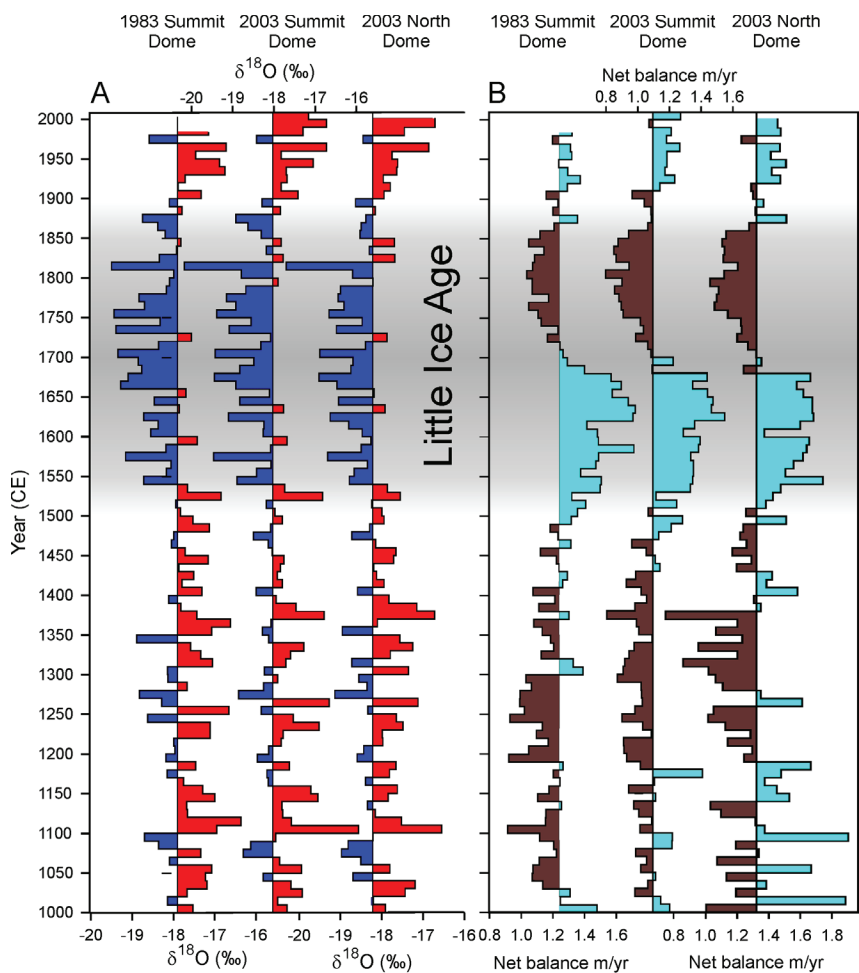 1983 Summit Dome
2003 Summit Dome
2003 North Dome
1983 Summit Dome
2003 Summit Dome
2003 North Dome
δ18O (‰)
Net balance m/yr
A
-20 -19 -18 -17 -16
B
0.8 1.0 1.2 1.4 1.6
2000
1950
1900
1850
1800
1750
1700
1650
1600
1550
1500
1450
1400
1350
1300
1250
1200
1150
1100
1050
1000
Year (CE)
Little Ice Age
-20 -19 -18 -17 -16 -20 -19 -18 -17 -16
δ18O (‰)
δ18O (‰)
0.8 1.0 1.2 1.4 1.6 0.8 1.0 1.2 1.4 1.6 1.8
Net balance m/yr
Net balance m/yr